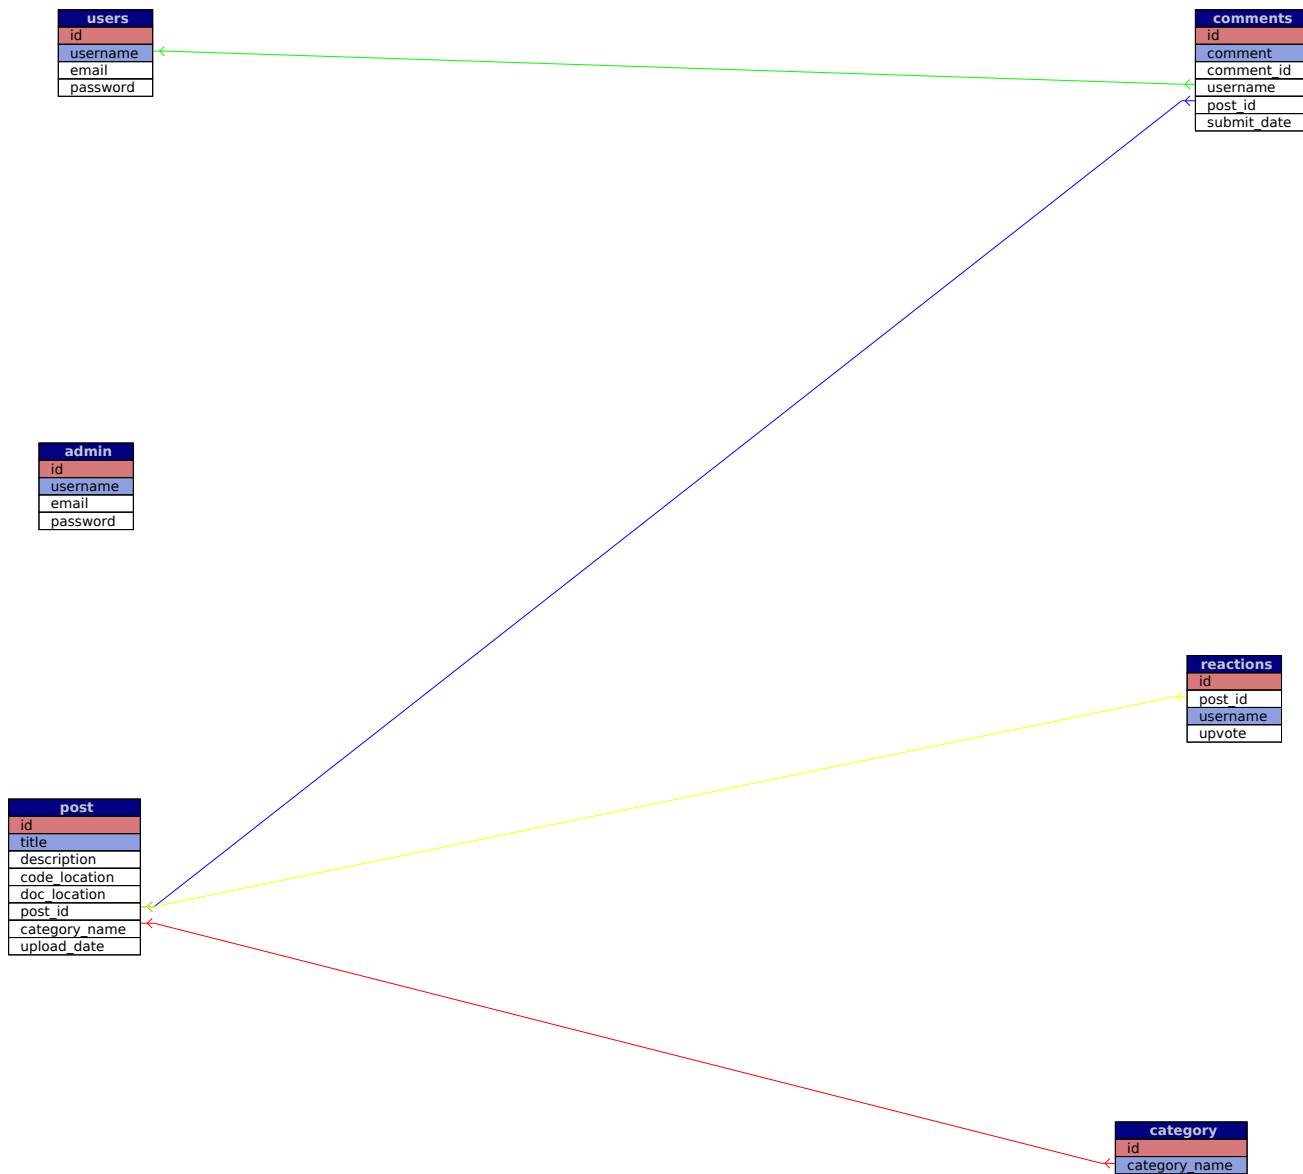 users
id
username
email
password
comments
id
comment
comment_id
username
post_id
submit_date
admin
id
username
email
password
reactions
id
post_id
username
upvote
post
id
title
description
code_location
doc_location
post_id
category_name
upload_date
category
id
category_name